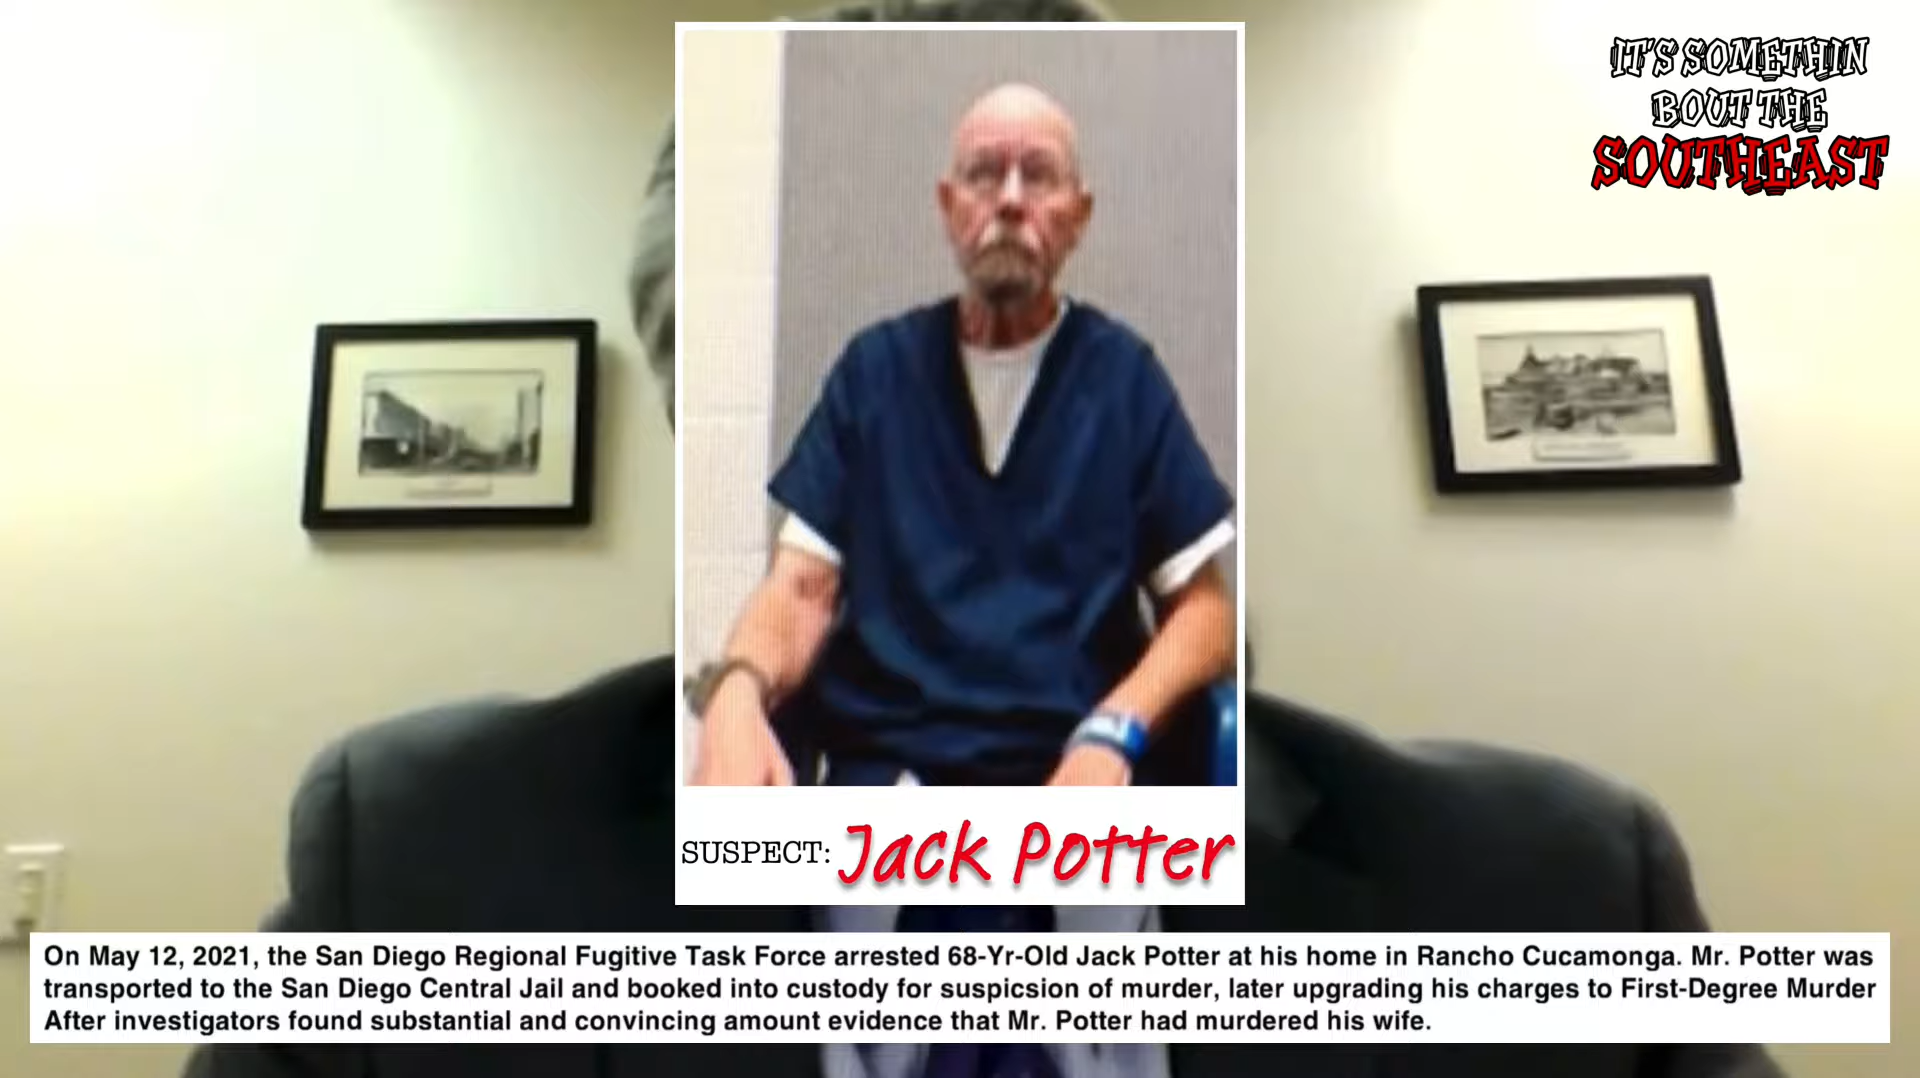 IT'S SOMETHIN
BOUT THE
SOUTHEAST
SUSPECT: Jack Potter
On May 12, 2021, the San Diego Regional Fugitive Task Force arrested 68-Yr-Old Jack Potter at his home in Rancho Cucamonga. Mr. Potter was
transported to the San Diego Central Jail and booked into custody for suspicsion of murder, later upgrading his charges to First-Degree Murder
After investigators found substantial and convincing amount evidence that Mr. Potter had murdered his wife.